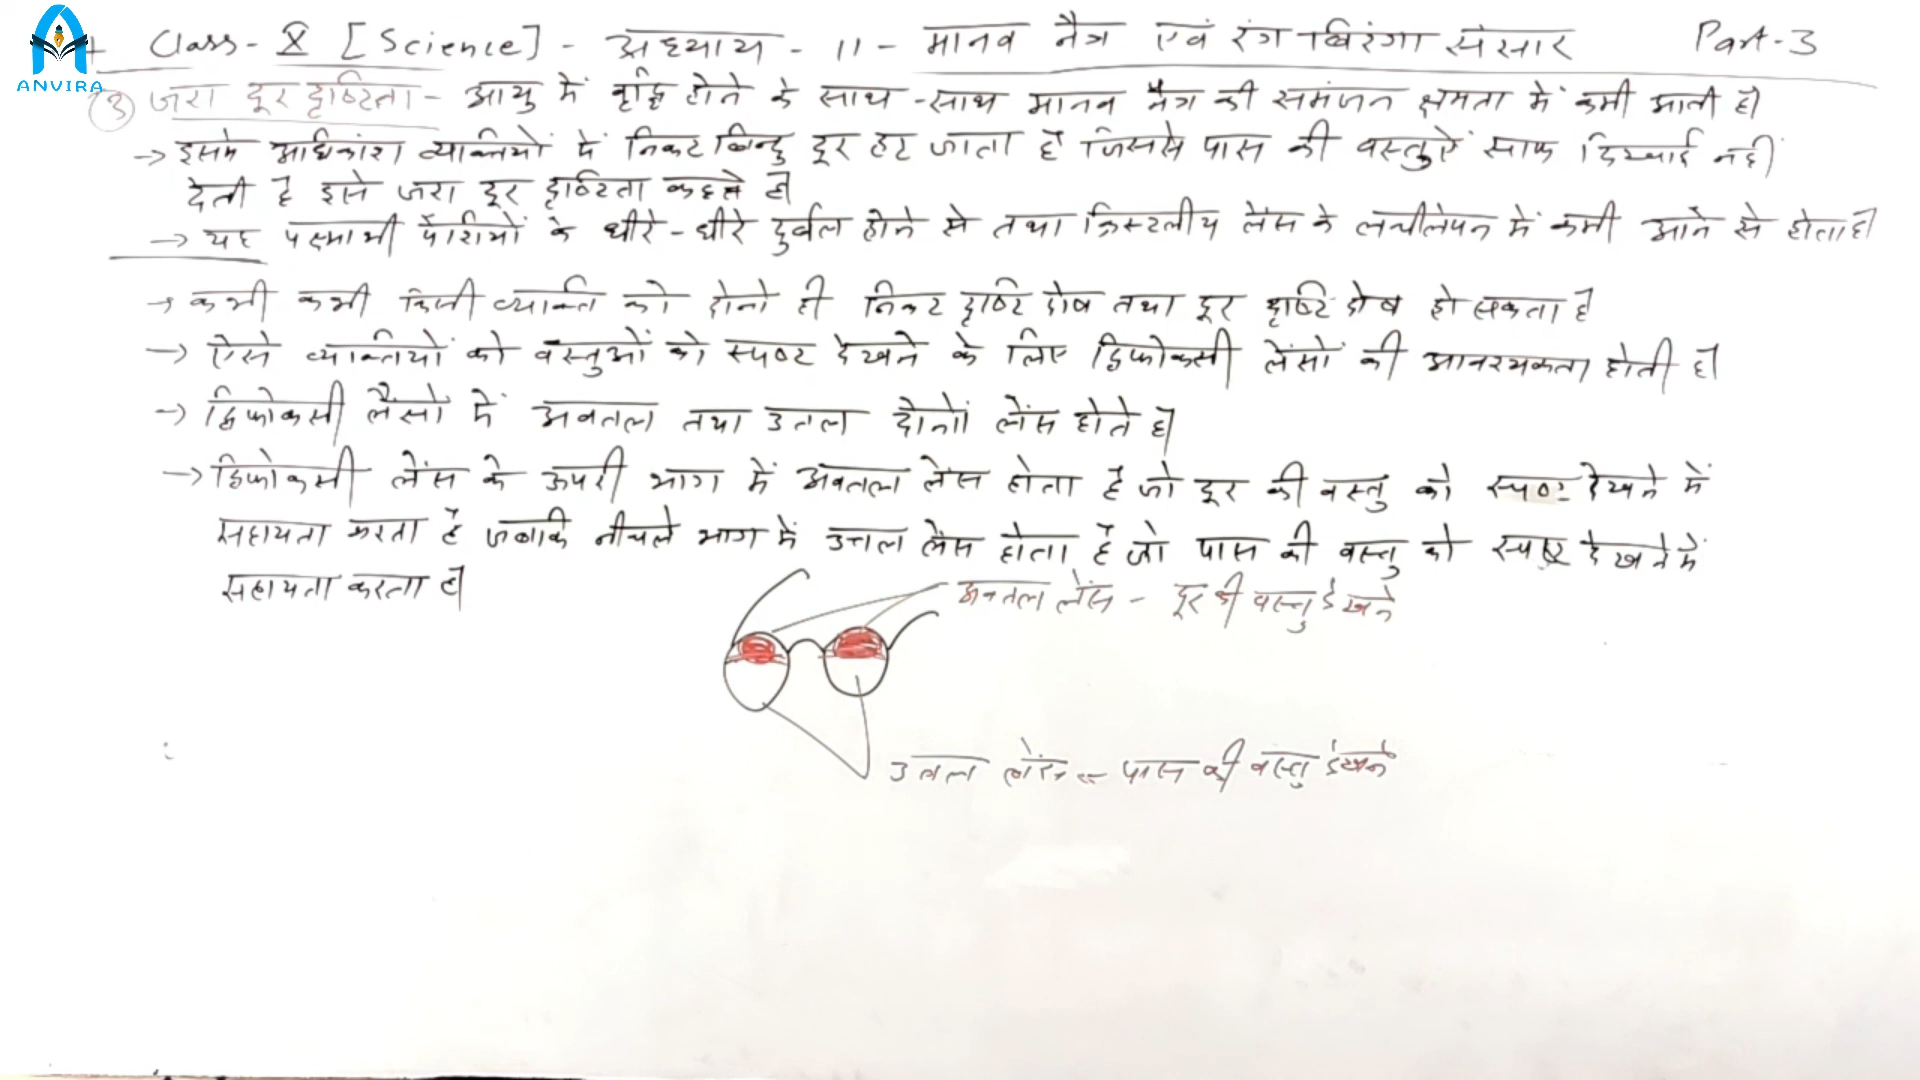 ANVIRA
Class - X [Science] - अध्याय - 11 - मानव नेत्र एवं रंग बिरंगा संसार Part-3
(3) जरा दूर दृष्टिता - आयु में वृद्धि होने के साथ-साथ मानव नेत्र की समंजन क्षमता में कमी आती है।
→ इसमे अधिकांश व्यक्तियों में निकट बिन्दु दूर हट जाता है जिससे पास की वस्तुऐं साफ दिखाई नही
देती है इसे जरा दूर दृष्टिता कहते है।
→ यह पक्ष्माभी पेशियों के धीरे-धीरे दुर्बल होने से तथा क्रिस्टलीय लेंस के लचीलेपन में कमी आने से होता है।
→ कभी कभी किसी व्यक्ति को दोनो ही निकट दृष्टि दोष तथा दूर दृष्टि दोष हो सकता है
→ ऐसे व्यक्तियों को वस्तुओं को स्पष्ट देखने के लिए द्विफोकसी लेंसों की आवश्यकता होती है।
→ द्विफोकसी लेंसों में अवतल तथा उतल दोनों लेंस होते है।
→ द्विफोकसी लेंस के ऊपरी भाग में अवतल लेंस होता है जो दूर की वस्तु को स्पष्ट देखने में
सहायता करता है जबकि नीचले भाग में उत्तल लेंस होता है जो पास की वस्तु को स्पष्ट देखने में
सहायता करता है।
अवतल लेंस - दूर की वस्तु देखने
उत्तल लेंस - पास की वस्तु देखने